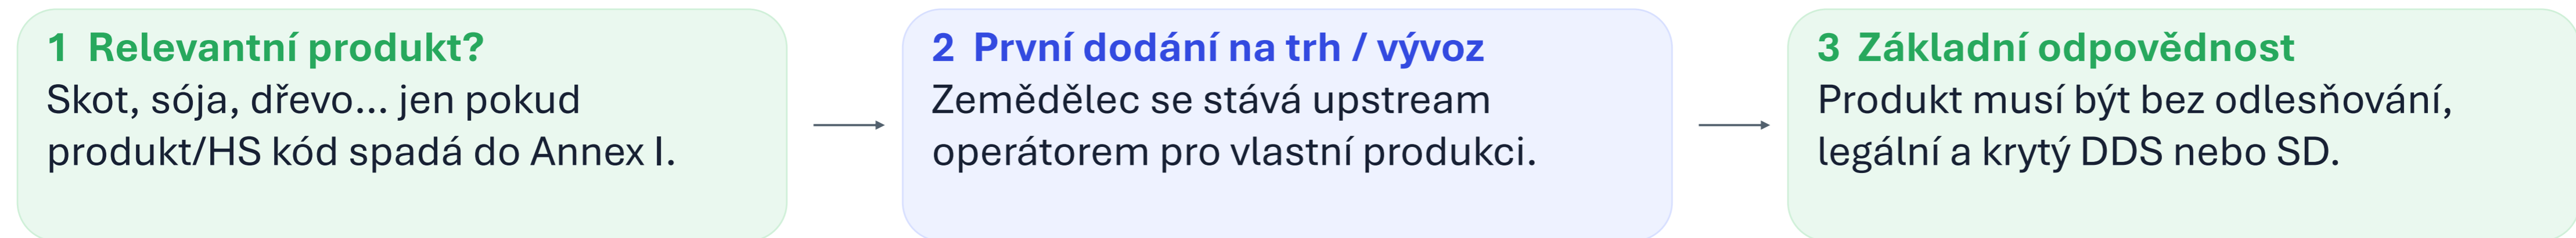 1 Relevantní produkt?
Skot, sója, dřevo... jen pokud
produkt/HS kód spadá do Annex I.
2 První dodání na trh / vývoz
Zemědělec se stává upstream
operátorem pro vlastní produkci.
3 Základní odpovědnost
Produkt musí být bez odlesňování,
legální a krytý DDS nebo SD.